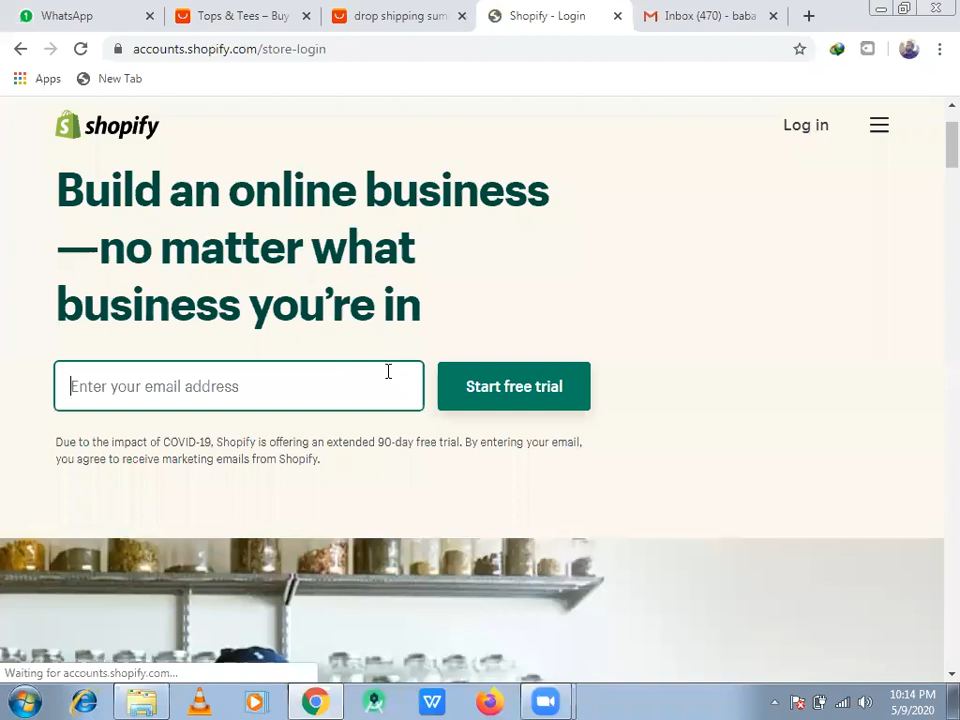 WhatsApp
Tops & Tees – Buy
drop shipping sum
Shopify - Login
Inbox (470) - baba
accounts.shopify.com/store-login
Apps
New Tab
shopify
Log in
Build an online business
—no matter what
business you're in
Enter your email address
Start free trial
Due to the impact of COVID-19, Shopify is offering an extended 90-day free trial. By entering your email,
you agree to receive marketing emails from Shopify.
Waiting for accounts.shopify.com...
10:14 PM
5/9/2020